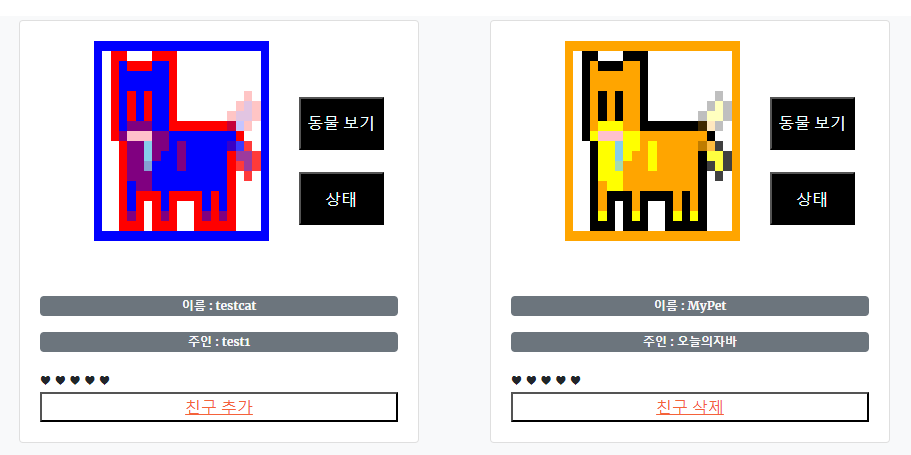 동물 보기
상태
이름 : testcat
주인 : test1
♥ ♥ ♥ ♥ ♥
친구 추가
동물 보기
상태
이름 : MyPet
주인 : 오늘의자바
♥ ♥ ♥ ♥ ♥
친구 삭제